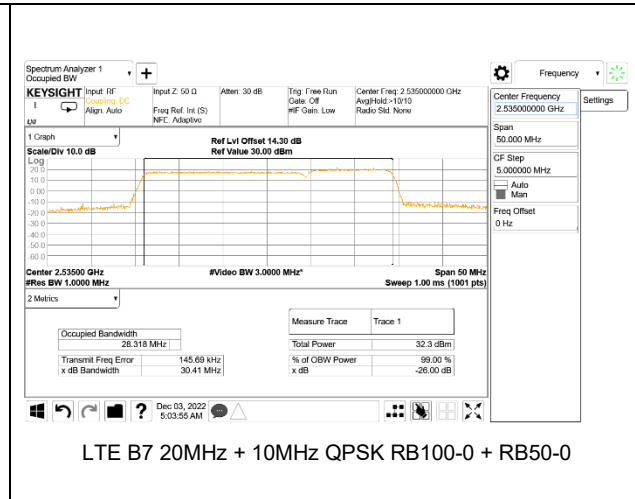 Spectrum Analyzer 1
Occupied BW
KEYSIGHT Input: RF Input Z: 50 Ω Atten: 30 dB Trig: Free Run Center Freq: 2.535000000 GHz
Coupling: DC Gate: Off Avg|Hold:>10/10
Align: Auto Freq Ref: Int (S) #IF Gain: Low Radio Std: None
NFE: Adaptive
1 Graph
Ref Lvl Offset 14.30 dB
Scale/Div 10.0 dB Ref Value 30.00 dBm
Log
20.0
10.0
0.00
-10.0
-20.0
-30.0
-40.0
-50.0
-60.0
Center 2.53500 GHz #Video BW 3.0000 MHz* Span 50 MHz
#Res BW 1.0000 MHz Sweep 1.00 ms (1001 pts)
2 Metrics
Measure Trace Trace 1
Occupied Bandwidth
28.318 MHz Total Power 32.3 dBm
Transmit Freq Error 145.69 kHz % of OBW Power 99.00 %
x dB Bandwidth 30.41 MHz x dB -26.00 dB
Dec 03, 2022
5:03:55 AM
Frequency
Center Frequency
2.535000000 GHz
Settings
Span
50.000 MHz
CF Step
5.000000 MHz
Auto
Man
Freq Offset
0 Hz
LTE B7 20MHz + 10MHz QPSK RB100-0 + RB50-0